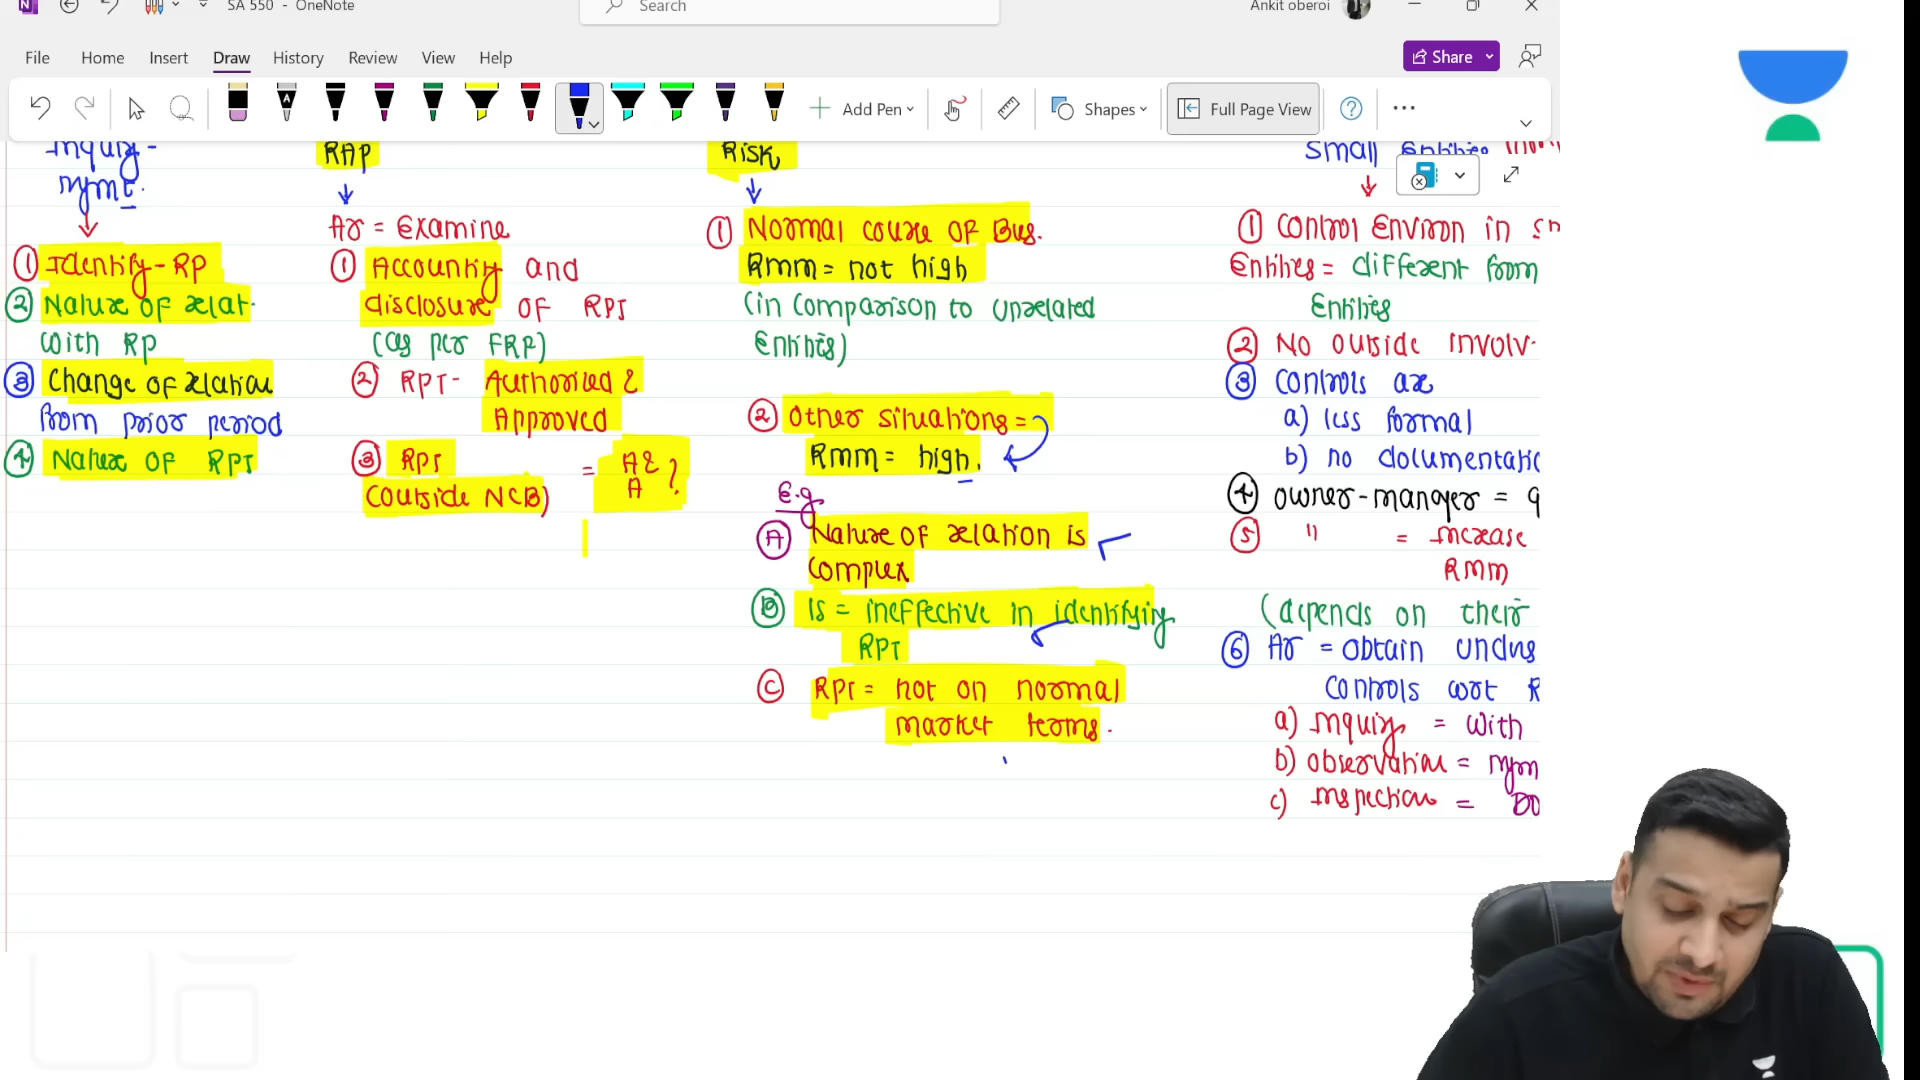 SA 550 - OneNote
Search
Ankit oberoi
File Home Insert Draw History Review View Help
Share
Add Pen
Shapes
Full Page View
Inquiry-
mgmt.
① Identify-RP
② Nature of relat.
with RP
③ Change of relation
from prior period
④ Nature OF RPT
RAP
Ar = Examine
① Accounting and
disclosure OF RPT
(as per FRP)
② RPT- Authorised &
Approved
③ RPT
(outside NCB) = A&A?
Risk
① Normal course OF Bus.
Rmm = not high
(in comparison to unrelated
Entities)
② Other situations =
Rmm = high.
E.g
Ⓐ Nature OF relation is
complex
Ⓑ IS = ineffective in identifying
RPT
Ⓒ RPT = not on normal
market terms.
Small Entities
① Control Environ in
Entities = different from
Entities
② No outside involv-
③ Controls are
a) less formal
b) no documentatio
④ owner-manager =
⑤ " = Increase
RMM
(depends on their
⑥ Ar = obtain unders
Controls wrt R
a) Inquiry = with
b) observation = mgm
c) Inspection = Do